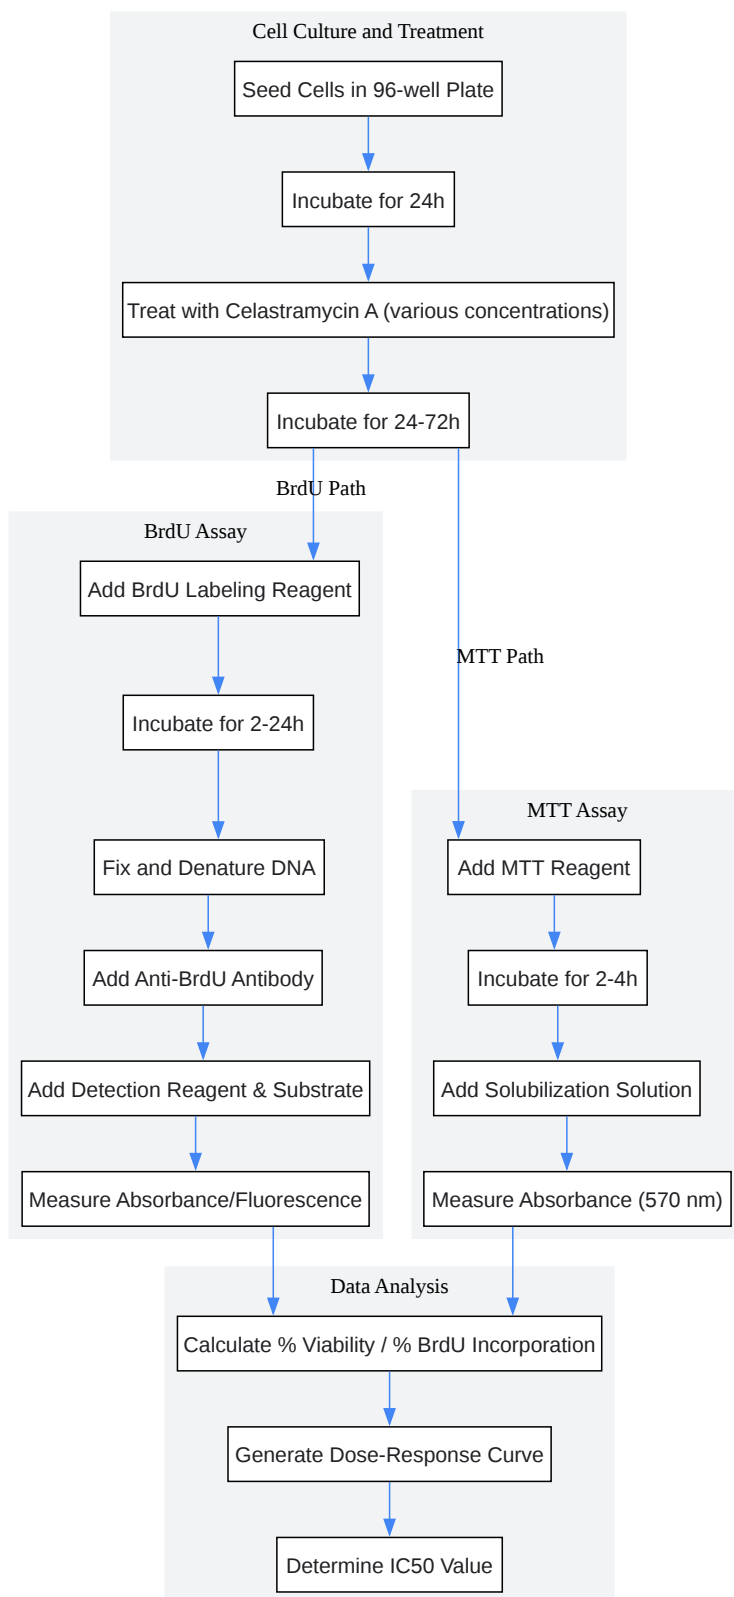 Cell Culture and Treatment
Seed Cells in 96-well Plate
Incubate for 24h
Treat with Celastramycin A (various concentrations)
Incubate for 24-72h
BrdU Path
BrdU Assay
Add BrdU Labeling Reagent
Incubate for 2-24h
Fix and Denature DNA
Add Anti-BrdU Antibody
Add Detection Reagent & Substrate
Measure Absorbance/Fluorescence
MTT Path
MTT Assay
Add MTT Reagent
Incubate for 2-4h
Add Solubilization Solution
Measure Absorbance (570 nm)
Data Analysis
Calculate % Viability / % BrdU Incorporation
Generate Dose-Response Curve
Determine IC50 Value